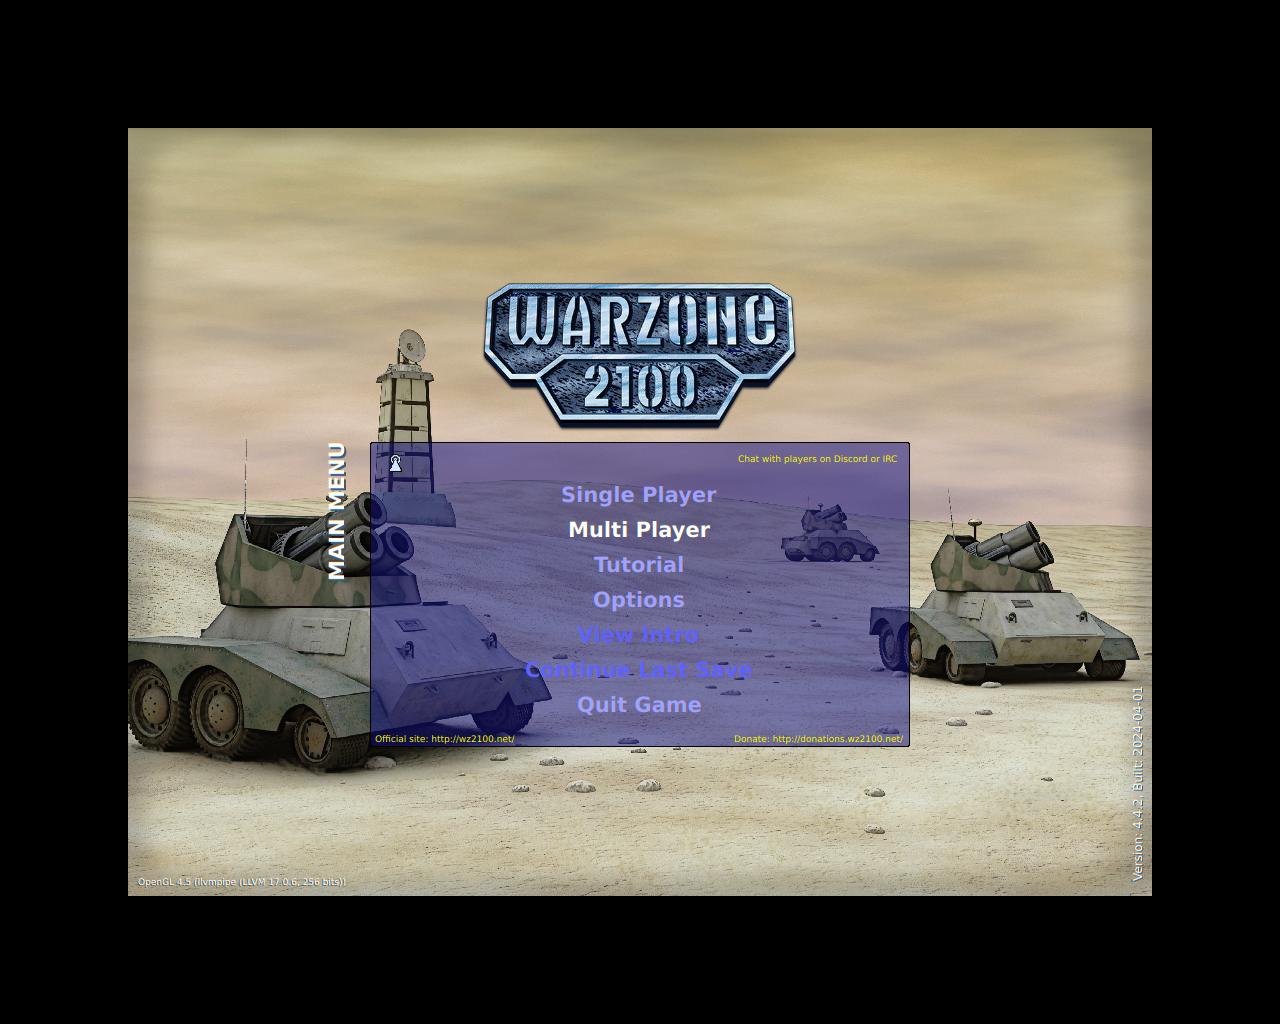 WARZONE
2100
MAIN MENU
Chat with players on Discord or IRC
Single Player
Multi Player
Tutorial
Options
View Intro
Continue Last Save
Quit Game
Official site: http://wz2100.net/
Donate: http://donations.wz2100.net/
Version: 4.4.2, Built: 2024-04-01
OpenGL 4.5 (llvmpipe (LLVM 17.0.6, 256 bits))